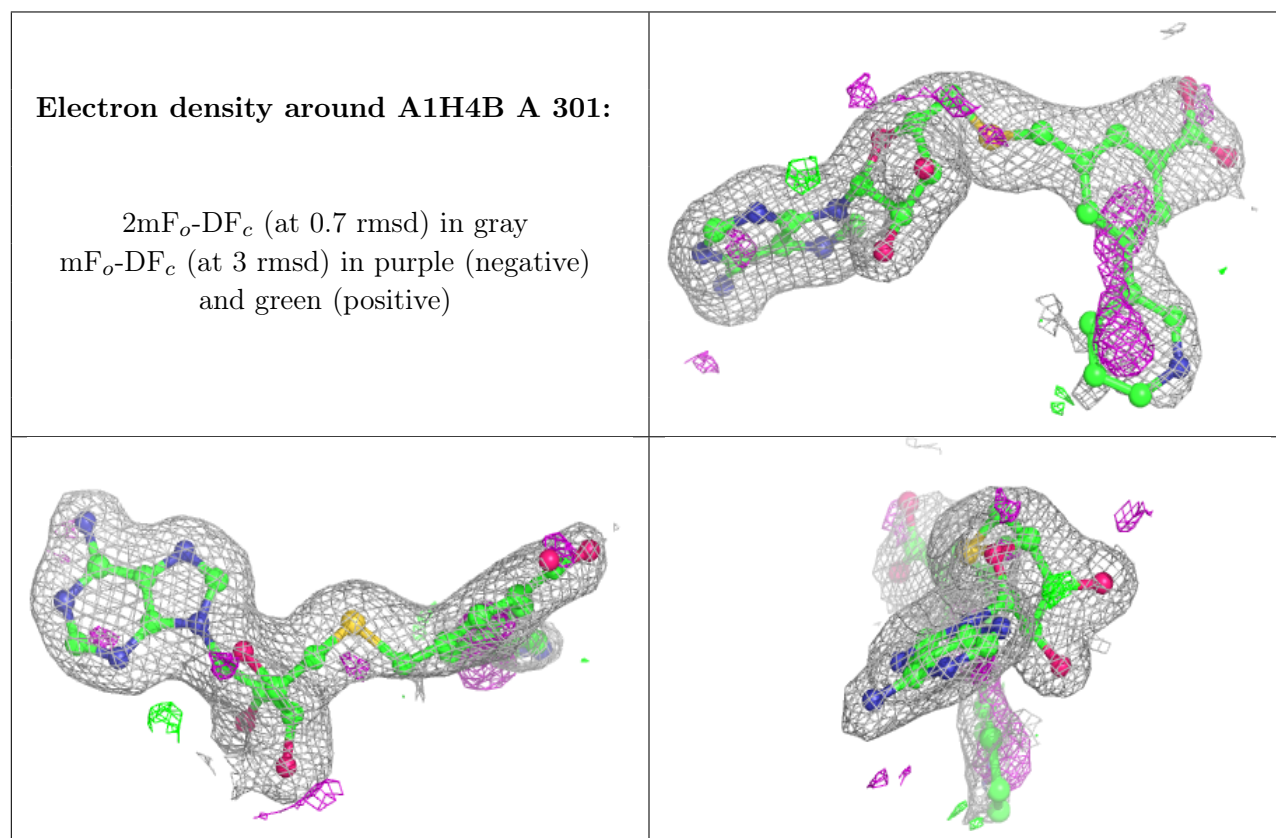 Electron density around A1H4B A 301:
2mFo-DFc (at 0.7 rmsd) in gray
mFo-DFc (at 3 rmsd) in purple (negative)
and green (positive)